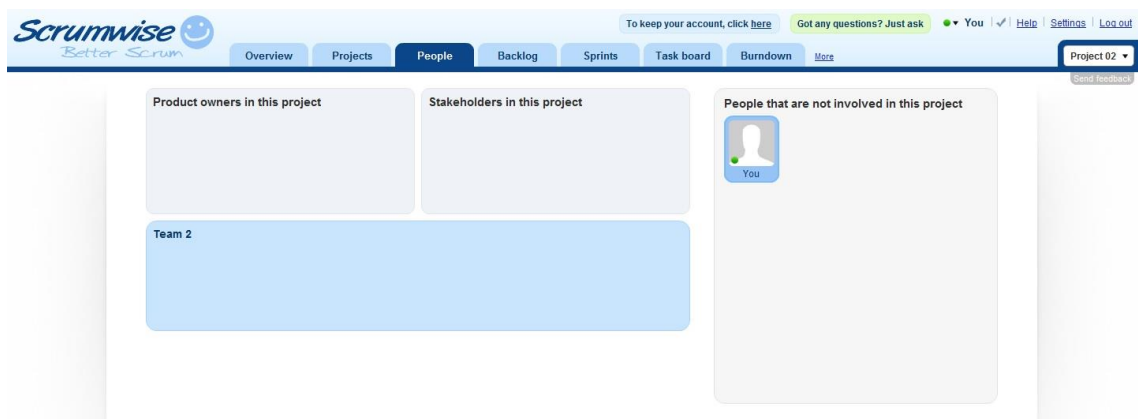 Scrumwise
Better Scrum
To keep your account, click here
Got any questions? Just ask
You
Help
Settings
Log out
Overview
Projects
People
Backlog
Sprints
Task board
Burndown
More
Project 02
Send feedback
Product owners in this project
Stakeholders in this project
People that are not involved in this project
You
Team 2